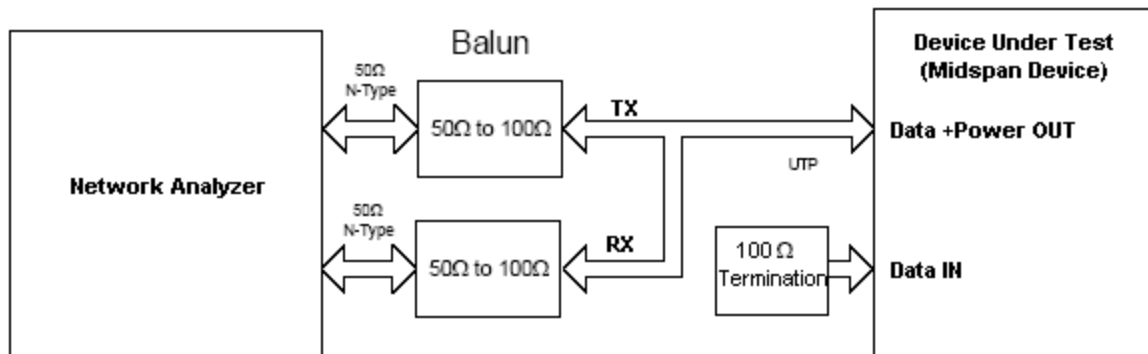 Balun
Device Under Test
(Midspan Device)
50Ω
N-Type
50Ω to 100Ω
TX
Data +Power OUT
UTP
Network Analyzer
50Ω
N-Type
50Ω to 100Ω
RX
100 Ω
Termination
Data IN